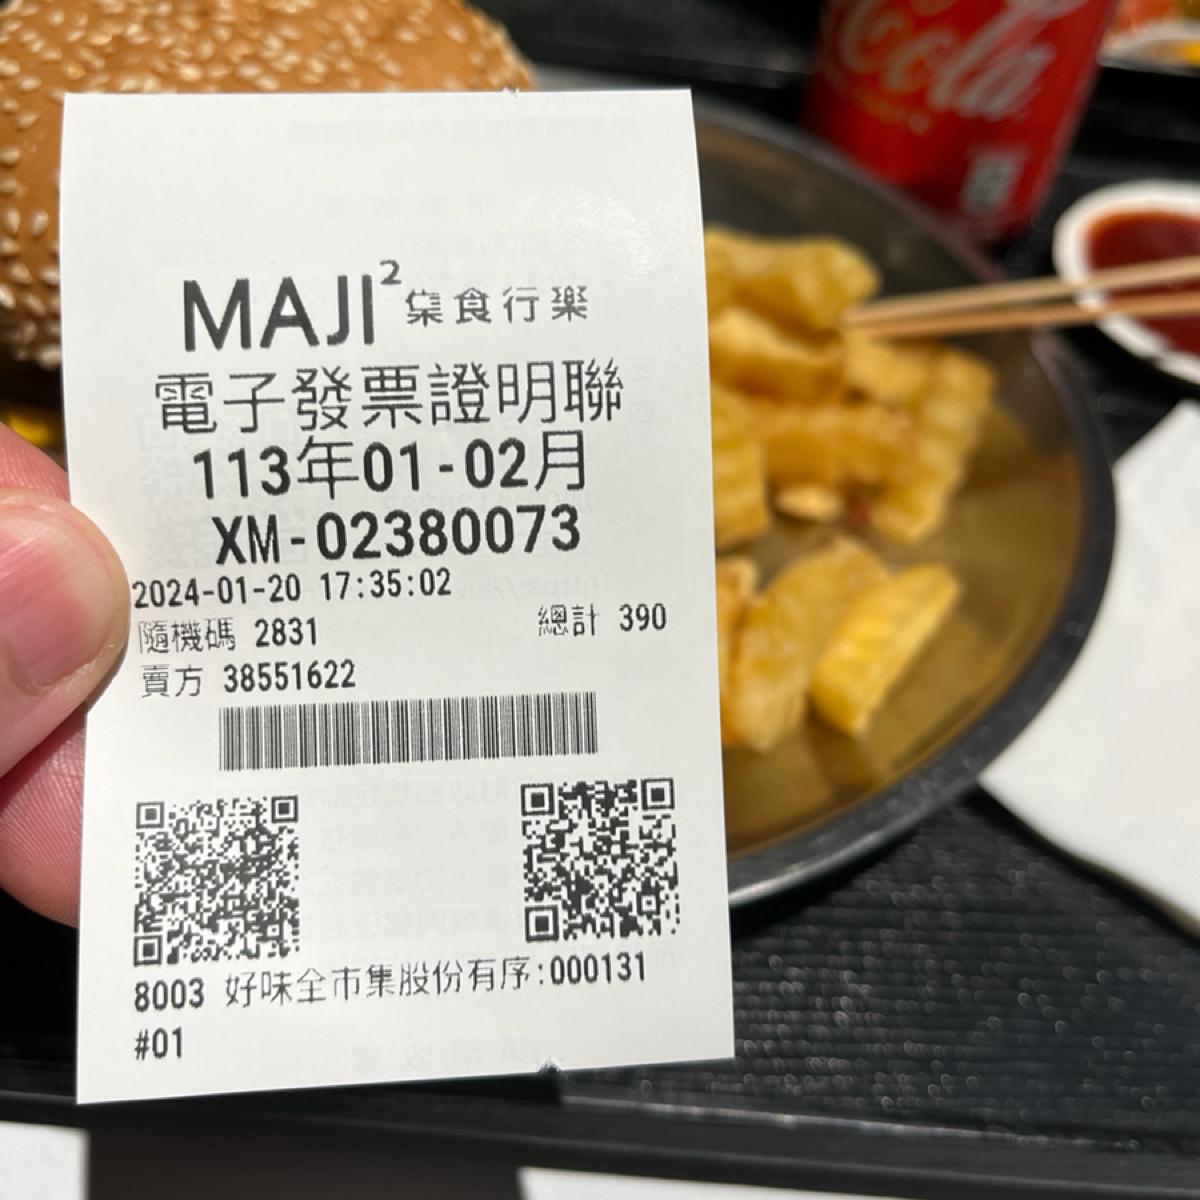 Cola
MAJI² 集食行樂
電子發票證明聯
113年01-02月
XM-02380073
2024-01-20 17:35:02
隨機碼 2831 總計 390
賣方 38551622
8003 好味全市集股份有序:000131
#01